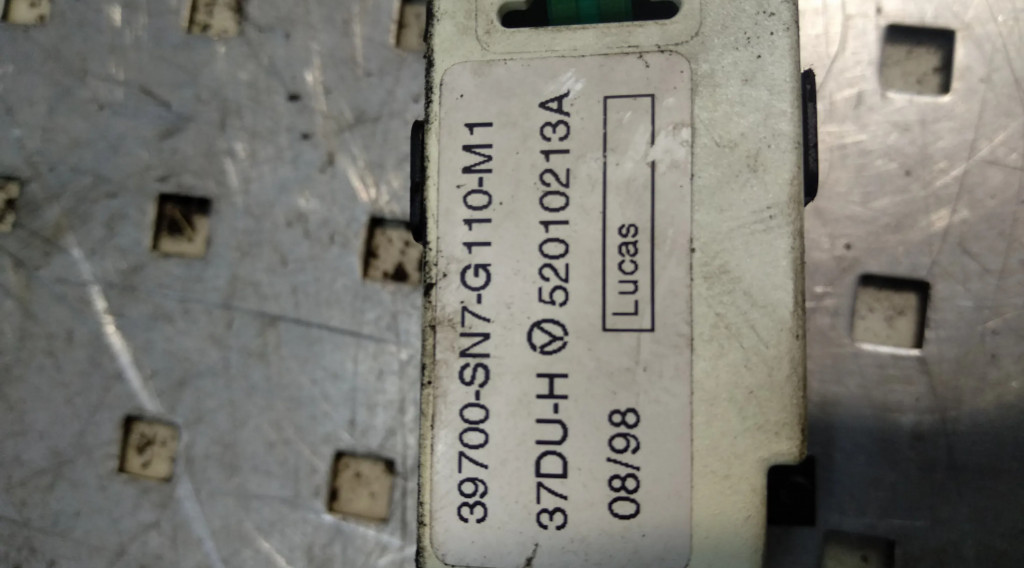 39700-SN7-G110-M1
37DU-H 52010213A
08/98 Lucas